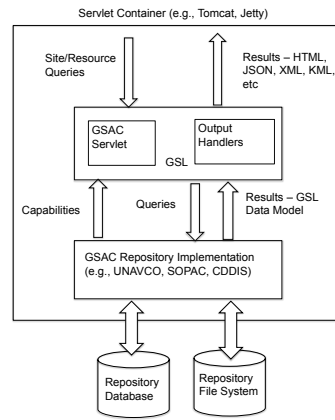 Servlet Container (e.g., Tomcat, Jetty)
Site/Resource
Queries
Results – HTML,
JSON, XML, KML,
etc
GSAC
Servlet
Output
Handlers
GSL
Capabilities
Queries
Results – GSL
Data Model
GSAC Repository Implementation
(e.g., UNAVCO, SOPAC, CDDIS)
Repository
Database
Repository
File System